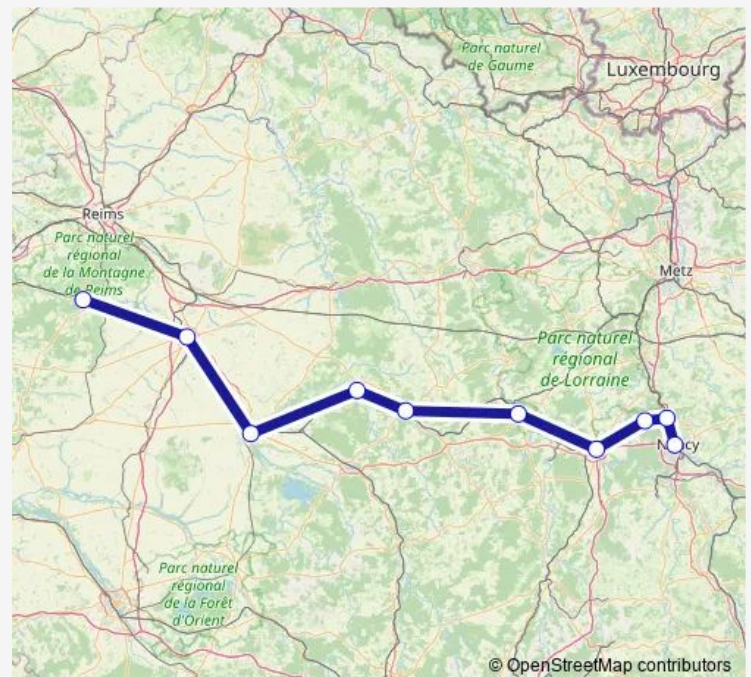 Parc naturel
de Gaume
Luxembourg
Reims
Parc naturel
régional
de la Montagne
de Reims
Metz
Parc naturel
régional
de Lorraine
Parc naturel
régional
de la Forêt
d'Orient
© OpenStreetMap contributors